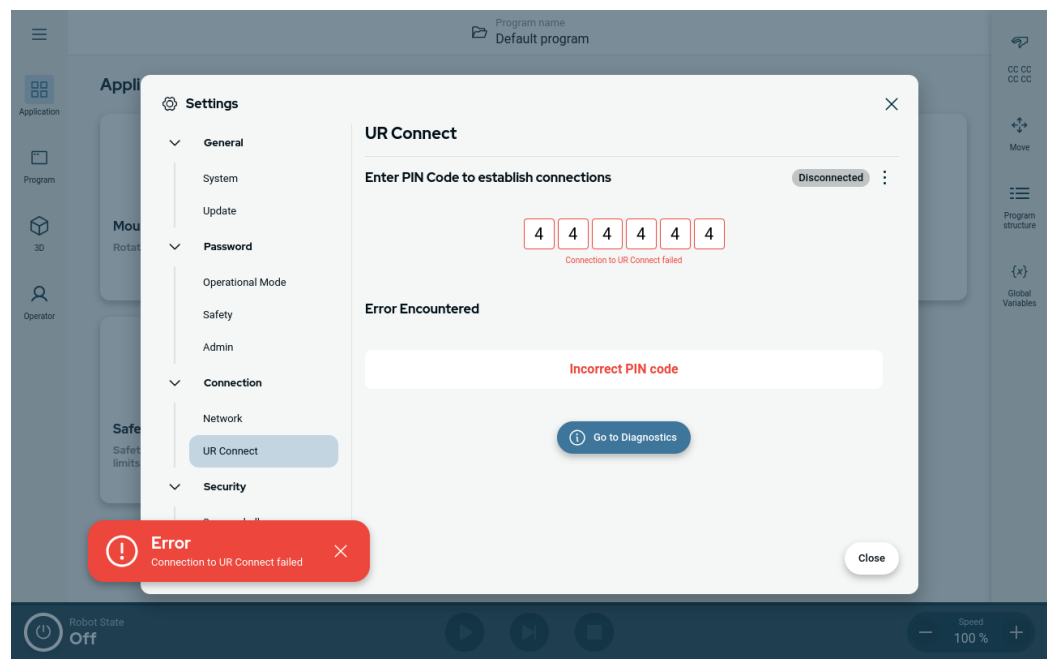 Program name
Default program
Appli
Application
Program
3D
Operator
Mou
Rotat
Safe
Safet
limits
CC CC
CC CC
Move
Program
structure
{x}
Global
Variables
Settings
General
System
Update
Password
Operational Mode
Safety
Admin
Connection
Network
UR Connect
Security
UR Connect
Enter PIN Code to establish connections
Disconnected
4 4 4 4 4 4
Connection to UR Connect failed
Error Encountered
Incorrect PIN code
Go to Diagnostics
Close
Error
Connection to UR Connect failed
Robot State
Off
Speed
100 %